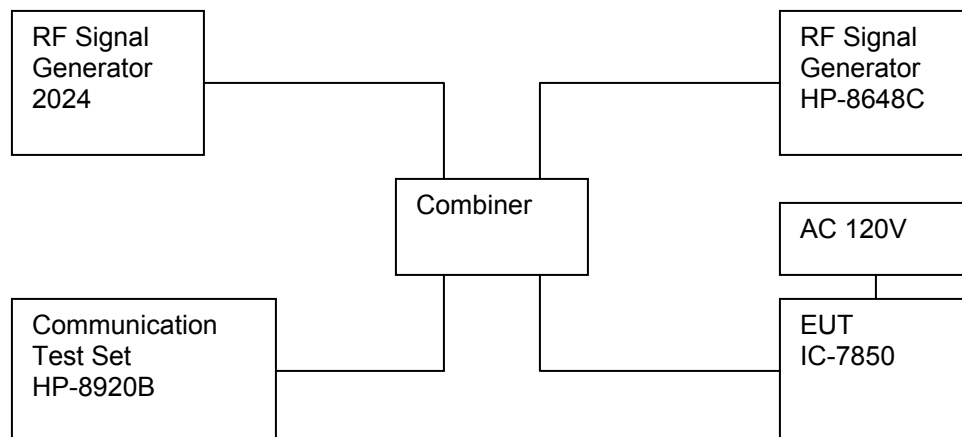 RF Signal
Generator
2024
RF Signal
Generator
HP-8648C
Combiner
AC 120V
Communication
Test Set
HP-8920B
EUT
IC-7850